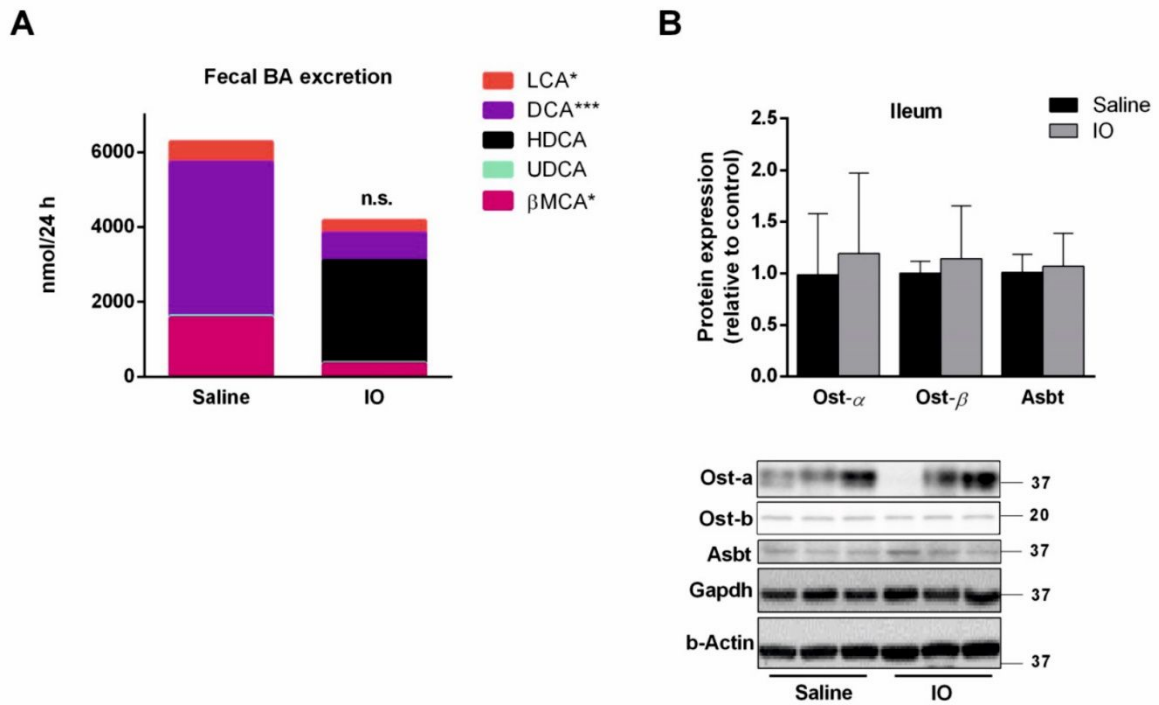 A
Fecal BA excretion
LCA*
DCA***
HDCA
UDCA
βMCA*
nmol/24 h
6000
4000
2000
0
n.s.
Saline
IO
B
Ileum
Saline
IO
Protein expression
(relative to control)
2.5
2.0
1.5
1.0
0.5
0.0
Ost-α
Ost-β
Asbt
Ost-a
37
Ost-b
20
Asbt
37
Gapdh
37
b-Actin
37
Saline
IO